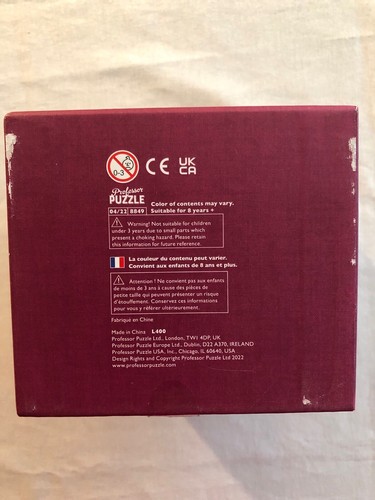 0-3
CE
UK
CA
Professor
PUZZLE
04/22 8849
Color of contents may vary.
Suitable for 8 years +
Warning! Not suitable for children
under 3 years due to small parts which
present a choking hazard. Please retain
this information for future reference.
La couleur du contenu peut varier.
Convient aux enfants de 8 ans et plus.
Attention ! Ne convient pas aux enfants
de moins de 3 ans à cause des pièces de
petite taille qui peuvent présenter un risque
d'étouffement. Conservez ces informations
pour vous y référer ulterieurement.
Fabriqué en Chine
Made in China L400
Professor Puzzle Ltd., London, TW1 4DP, UK
Professor Puzzle Europe Ltd., Dublin, D22 A370, IRELAND
Professor Puzzle USA, Inc., Chicago, IL 60640, USA
Design Rights and Copyright Professor Puzzle Ltd 2022
www.professorpuzzle.com